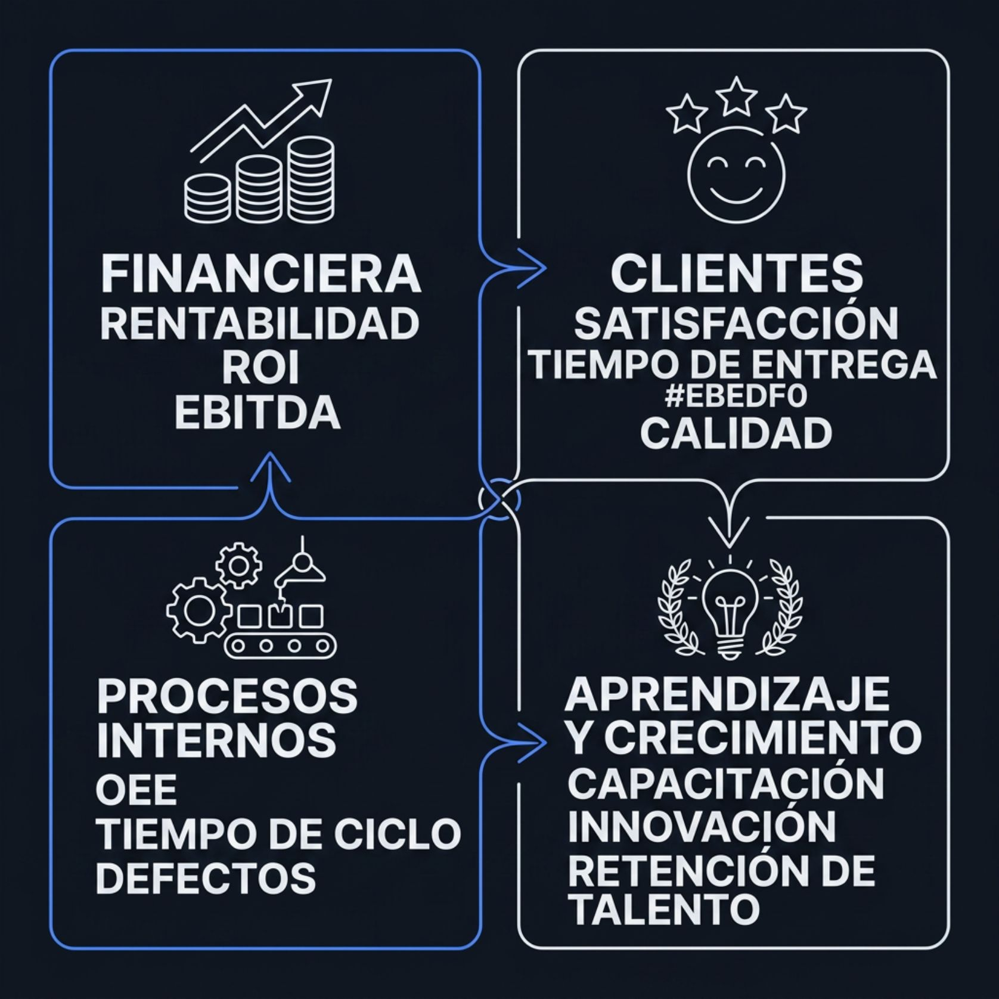 FINANCIERA
RENTABILIDAD
ROI
EBITDA
CLIENTES
SATISFACCIÓN
TIEMPO DE ENTREGA
#EBEDF0
CALIDAD
PROCESOS
INTERNOS
OEE
TIEMPO DE CICLO
DEFECTOS
APRENDIZAJE
Y CRECIMIENTO
CAPACITACIÓN
INNOVACIÓN
RETENCIÓN DE
TALENTO